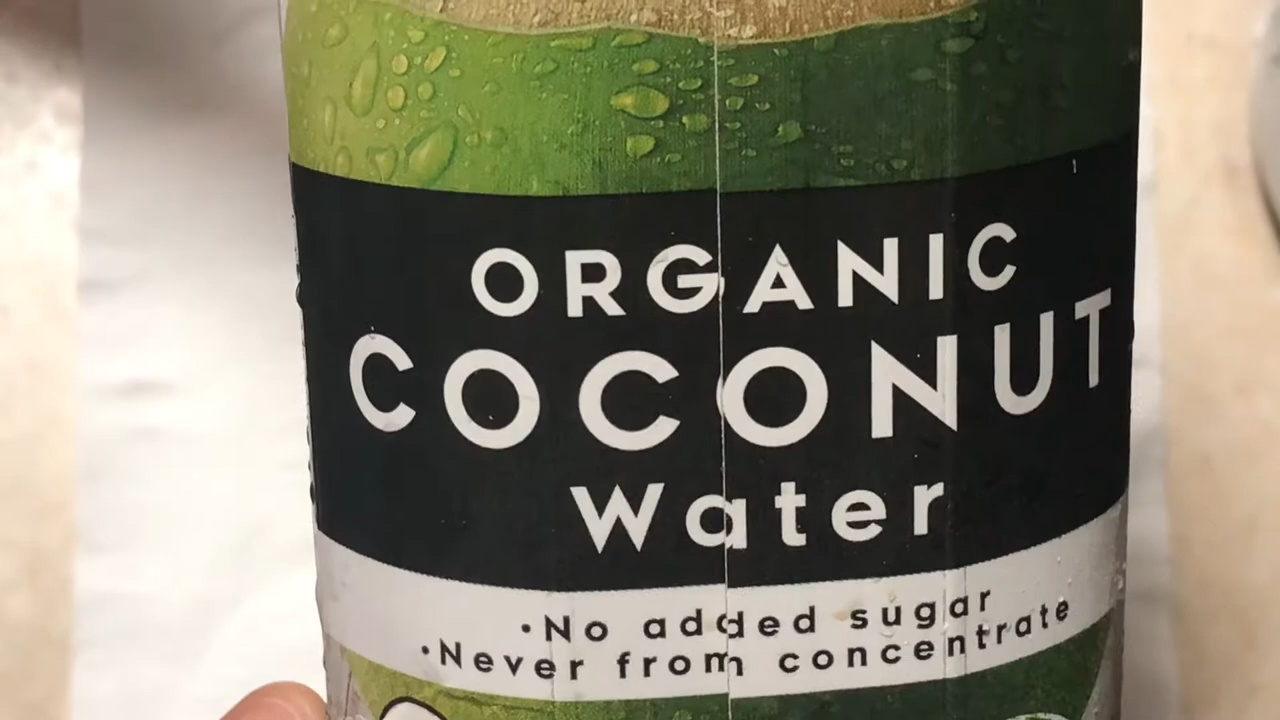 ORGANIC
COCONUT
Water
•No added sugar
•Never from concentrate